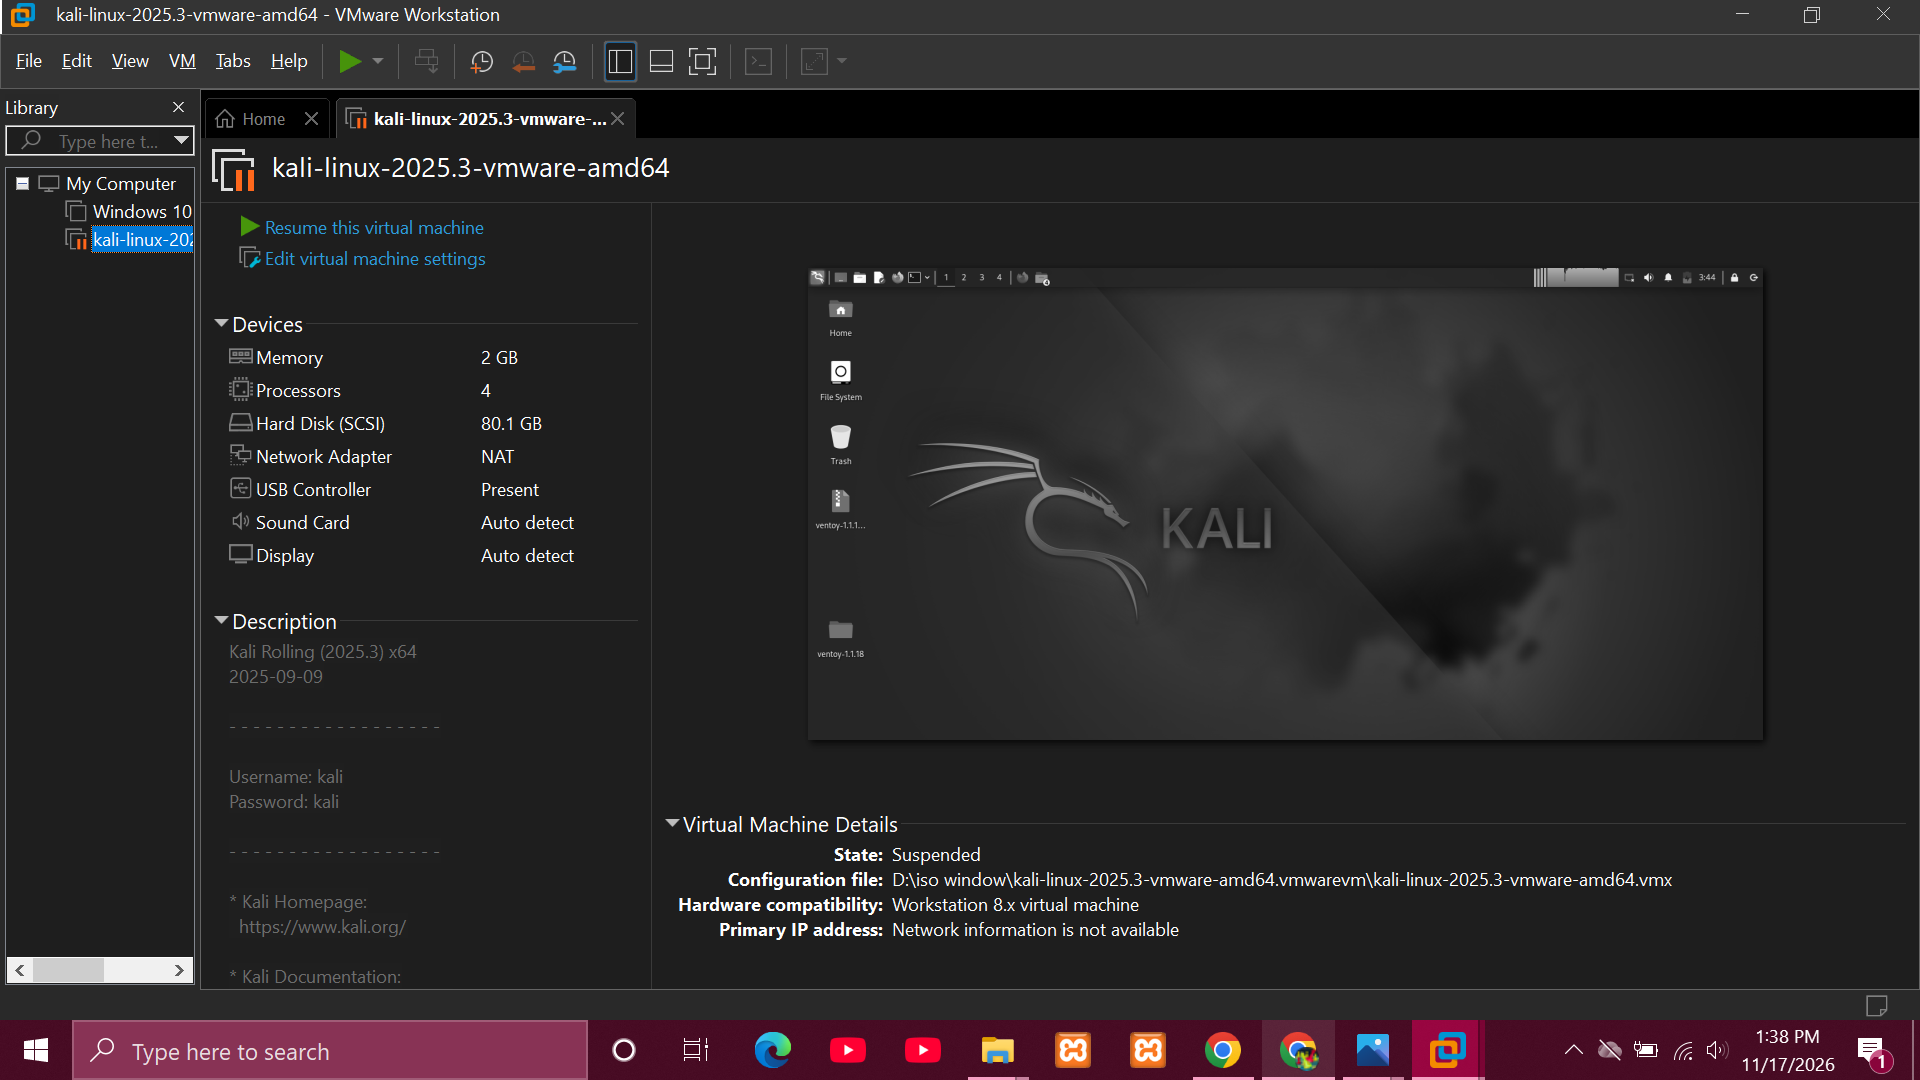 kali-linux-2025.3-vmware-amd64 - VMware Workstation
File Edit View VM Tabs Help
Library
Type here t...
My Computer
Windows 10
kali-linux-202
Home
kali-linux-2025.3-vmware-...
kali-linux-2025.3-vmware-amd64
Resume this virtual machine
Edit virtual machine settings
Devices
Memory 2 GB
Processors 4
Hard Disk (SCSI) 80.1 GB
Network Adapter NAT
USB Controller Present
Sound Card Auto detect
Display Auto detect
Description
Kali Rolling (2025.3) x64
2025-09-09
- - - - - - - - - - - - - - - - - -
Username: kali
Password: kali
- - - - - - - - - - - - - - - - - -
* Kali Homepage:
https://www.kali.org/
* Kali Documentation:
1 2 3 4
3:44
Home
File System
Trash
ventoy-1.1.1...
ventoy-1.1.18
KALI
Virtual Machine Details
State: Suspended
Configuration file: D:\iso window\kali-linux-2025.3-vmware-amd64.vmwarevm\kali-linux-2025.3-vmware-amd64.vmx
Hardware compatibility: Workstation 8.x virtual machine
Primary IP address: Network information is not available
Type here to search
1:38 PM
11/17/2026
1